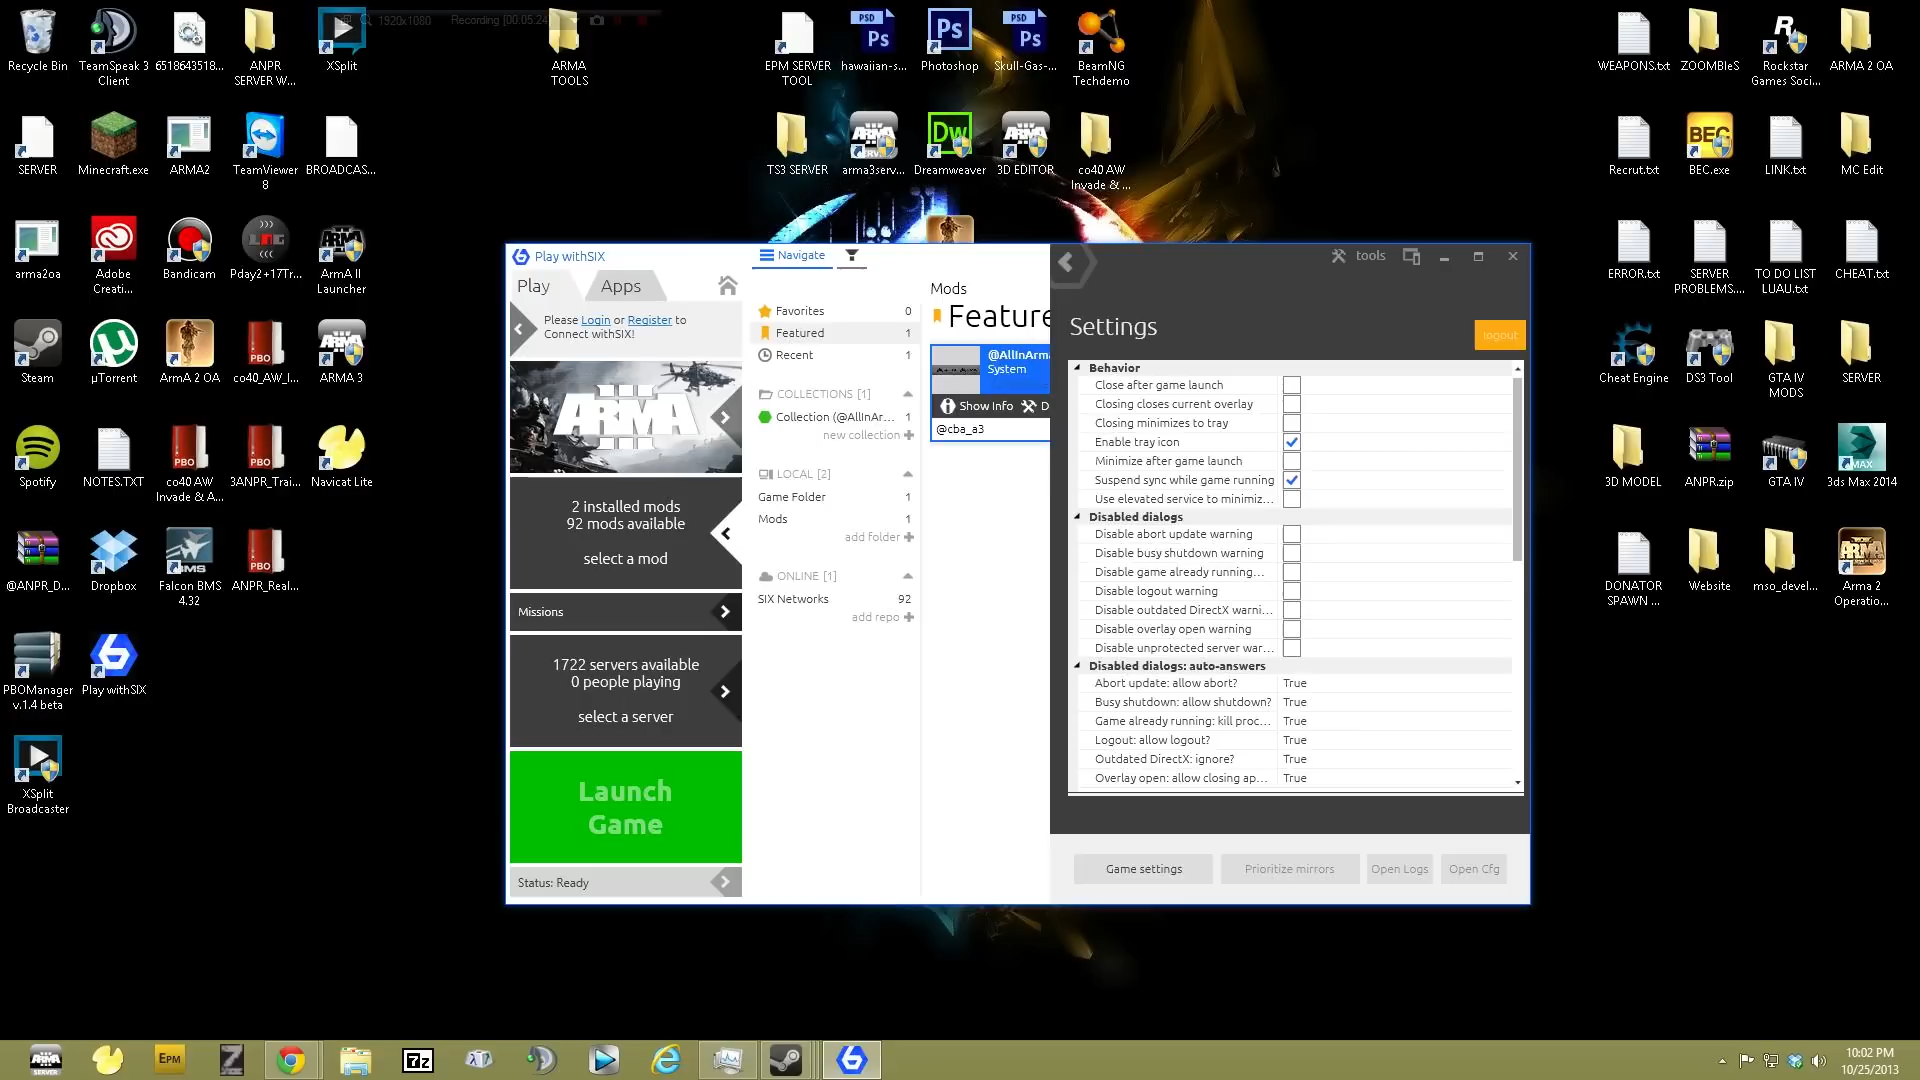 1920x1080 Recording [00:05:24]
Recycle Bin
TeamSpeak 3
Client
6518643518...
ANPR
SERVER W...
XSplit
ARMA
TOOLS
EPM SERVER
TOOL
hawaiian-s...
Photoshop
Skull-Gas-...
BeamNG
Techdemo
WEAPONS.txt
ZOOMBIeS
Rockstar
Games Soci...
ARMA 2 OA
SERVER
Minecraft.exe
ARMA2
TeamViewer
8
BROADCAS...
TS3 SERVER
arma3serv...
Dreamweaver
3D EDITOR
co40 AW
Invade & ...
Recrut.txt
BEC.exe
LINK.txt
MC Edit
arma2oa
Adobe
Creati...
Bandicam
Pday2+17Tr...
ArmA II
Launcher
ERROR.txt
SERVER
PROBLEMS....
TO DO LIST
LUAU.txt
CHEAT.txt
Steam
µTorrent
ArmA 2 OA
co40_AW_I...
ARMA 3
Cheat Engine
DS3 Tool
GTA IV
MODS
SERVER
Spotify
NOTES.TXT
co40 AW
Invade & A...
3ANPR_Trai...
Navicat Lite
3D MODEL
ANPR.zip
GTA IV
3ds Max 2014
@ANPR_D...
Dropbox
Falcon BMS
4.32
ANPR_Real...
DONATOR
SPAWN ...
Website
mso_devel...
Arma 2
Operatio...
PBOManager
v.1.4 beta
Play withSIX
XSplit
Broadcaster
Play withSIX
Play
Apps
Please Login or Register to
Connect withSIX!
ARMA
III
2 installed mods
92 mods available
select a mod
Missions
1722 servers available
0 people playing
select a server
Launch
Game
Status: Ready
Navigate
Favorites 0
Featured 1
Recent 1
COLLECTIONS [1]
Collection (@AllInAr... 1
new collection
LOCAL [2]
Game Folder 1
Mods 1
add folder
ONLINE [1]
SIX Networks 92
add repo
Mods
Feature
@AllInArma
System
Show Info D
@cba_a3
tools
Settings
logout
Behavior
Close after game launch
Closing closes current overlay
Closing minimizes to tray
Enable tray icon
Minimize after game launch
Suspend sync while game running
Use elevated service to minimiz...
Disabled dialogs
Disable abort update warning
Disable busy shutdown warning
Disable game already running...
Disable logout warning
Disable outdated DirectX warni...
Disable overlay open warning
Disable unprotected server war...
Disabled dialogs: auto-answers
Abort update: allow abort? True
Busy shutdown: allow shutdown? True
Game already running: kill proc... True
Logout: allow logout? True
Outdated DirectX: ignore? True
Overlay open: allow closing ap... True
Game settings
Prioritize mirrors
Open Logs
Open Cfg
10:02 PM
10/25/2013